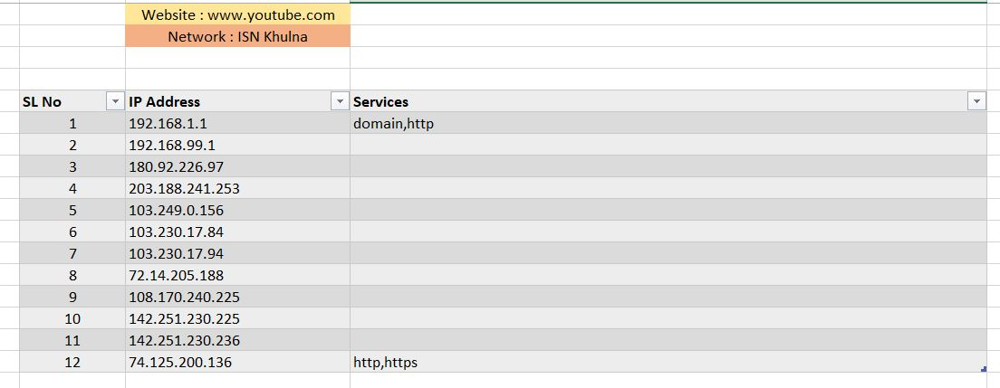 Website : www.youtube.com
Network : ISN Khulna
SL No IP Address Services
1 192.168.1.1 domain,http
2 192.168.99.1
3 180.92.226.97
4 203.188.241.253
5 103.249.0.156
6 103.230.17.84
7 103.230.17.94
8 72.14.205.188
9 108.170.240.225
10 142.251.230.225
11 142.251.230.236
12 74.125.200.136 http,https